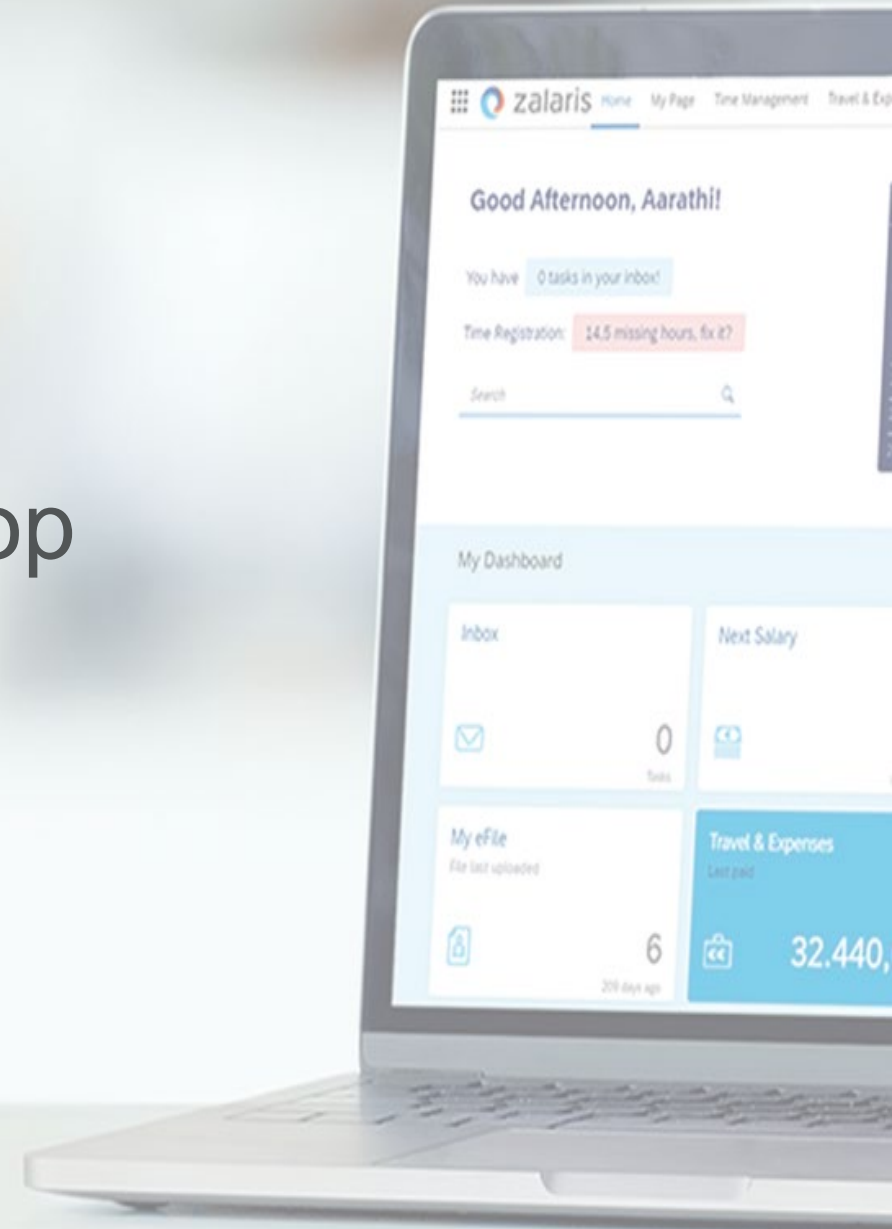 op
zalaris Home My Page Time Management Travel & Exp
Good Afternoon, Aarathi!
You have 0 tasks in your inbox!
Time Registration: 14.5 missing hours, fix it?
Search
My Dashboard
Inbox
0
Tasks
Next Salary
My eFile
File last uploaded
6
209 days ago
Travel & Expenses
Last paid
32.440,